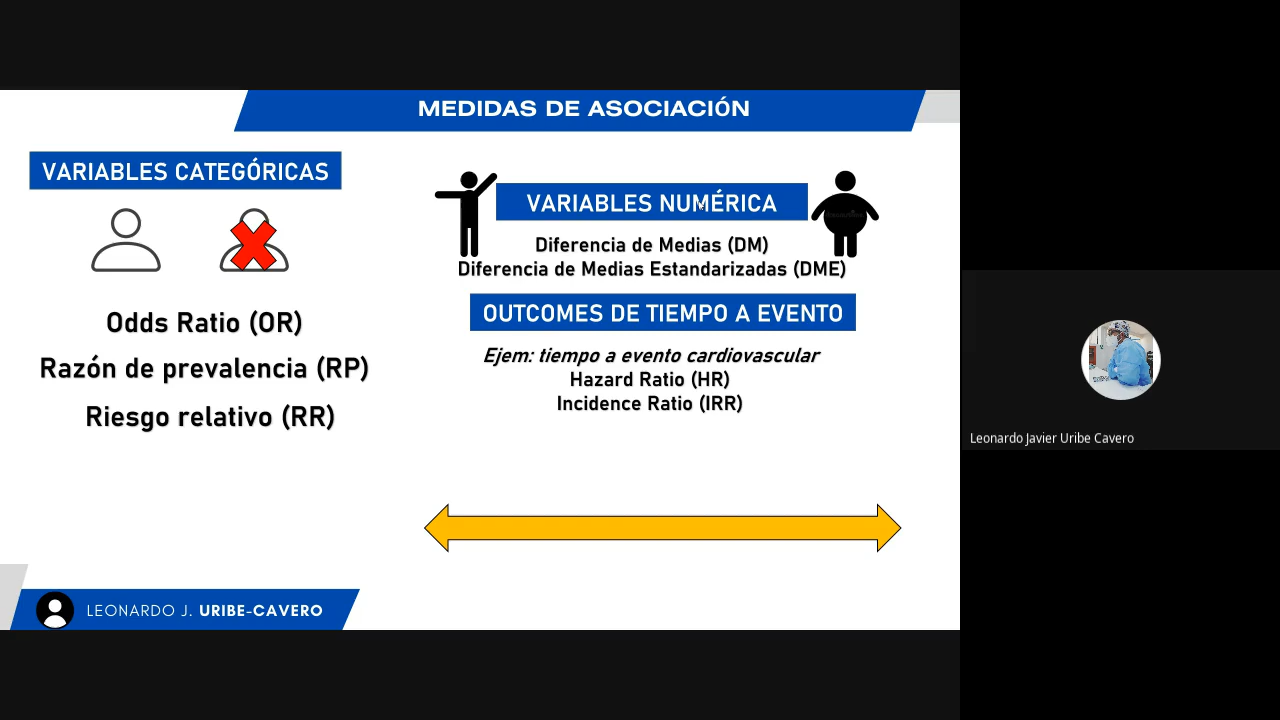 MEDIDAS DE ASOCIACIÓN
VARIABLES CATEGÓRICAS
Odds Ratio (OR)
Razón de prevalencia (RP)
Riesgo relativo (RR)
VARIABLES NUMÉRICA
Diferencia de Medias (DM)
Diferencia de Medias Estandarizadas (DME)
OUTCOMES DE TIEMPO A EVENTO
Ejem: tiempo a evento cardiovascular
Hazard Ratio (HR)
Incidence Ratio (IRR)
LEONARDO J. URIBE-CAVERO
Leonardo Javier Uribe Cavero